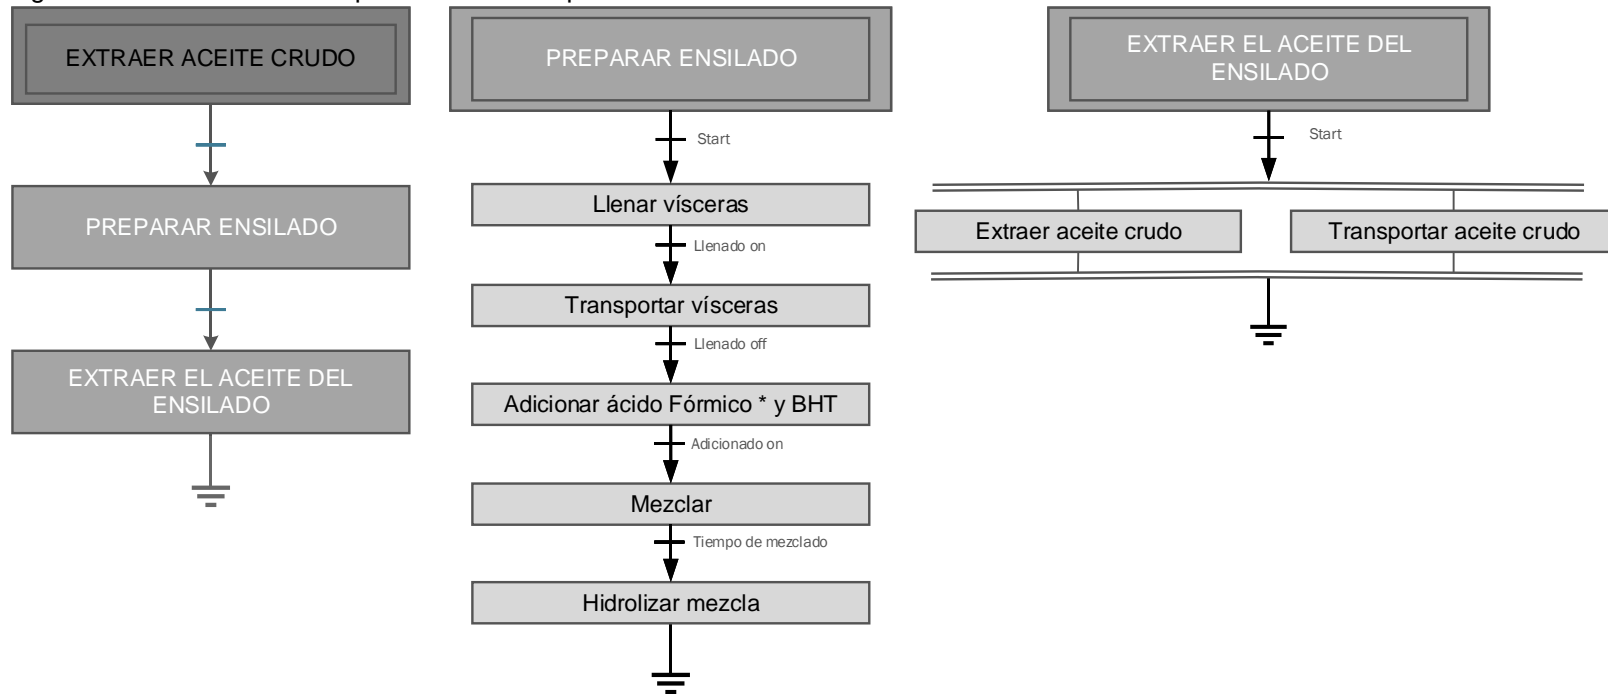 EXTRAER ACEITE CRUDO
PREPARAR ENSILADO
EXTRAER EL ACEITE DEL
ENSILADO
PREPARAR ENSILADO
Start
Llenar vísceras
Llenado on
Transportar vísceras
Llenado off
Adicionar ácido Fórmico * y BHT
Adicionado on
Mezclar
Tiempo de mezclado
Hidrolizar mezcla
EXTRAER EL ACEITE DEL
ENSILADO
Start
Extraer aceite crudo
Transportar aceite crudo